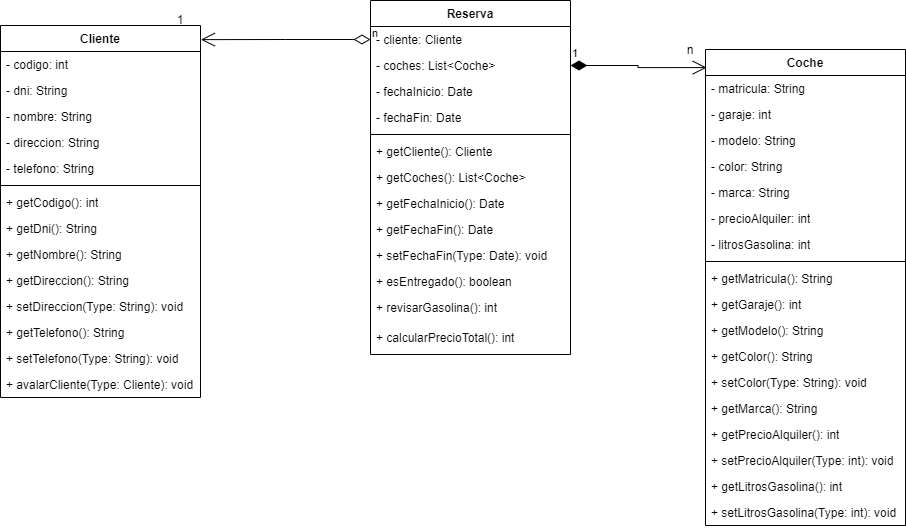 1
Cliente
- codigo: int
- dni: String
- nombre: String
- direccion: String
- telefono: String
+ getCodigo(): int
+ getDni(): String
+ getNombre(): String
+ getDireccion(): String
+ setDireccion(Type: String): void
+ getTelefono(): String
+ setTelefono(Type: String): void
+ avalarCliente(Type: Cliente): void
n
Reserva
- cliente: Cliente
- coches: List<Coche>
- fechaInicio: Date
- fechaFin: Date
+ getCliente(): Cliente
+ getCoches(): List<Coche>
+ getFechaInicio(): Date
+ getFechaFin(): Date
+ setFechaFin(Type: Date): void
+ esEntregado(): boolean
+ revisarGasolina(): int
+ calcularPrecioTotal(): int
1
n
Coche
- matricula: String
- garaje: int
- modelo: String
- color: String
- marca: String
- precioAlquiler: int
- litrosGasolina: int
+ getMatricula(): String
+ getGaraje(): int
+ getModelo(): String
+ getColor(): String
+ setColor(Type: String): void
+ getMarca(): String
+ getPrecioAlquiler(): int
+ setPrecioAlquiler(Type: int): void
+ getLitrosGasolina(): int
+ setLitrosGasolina(Type: int): void